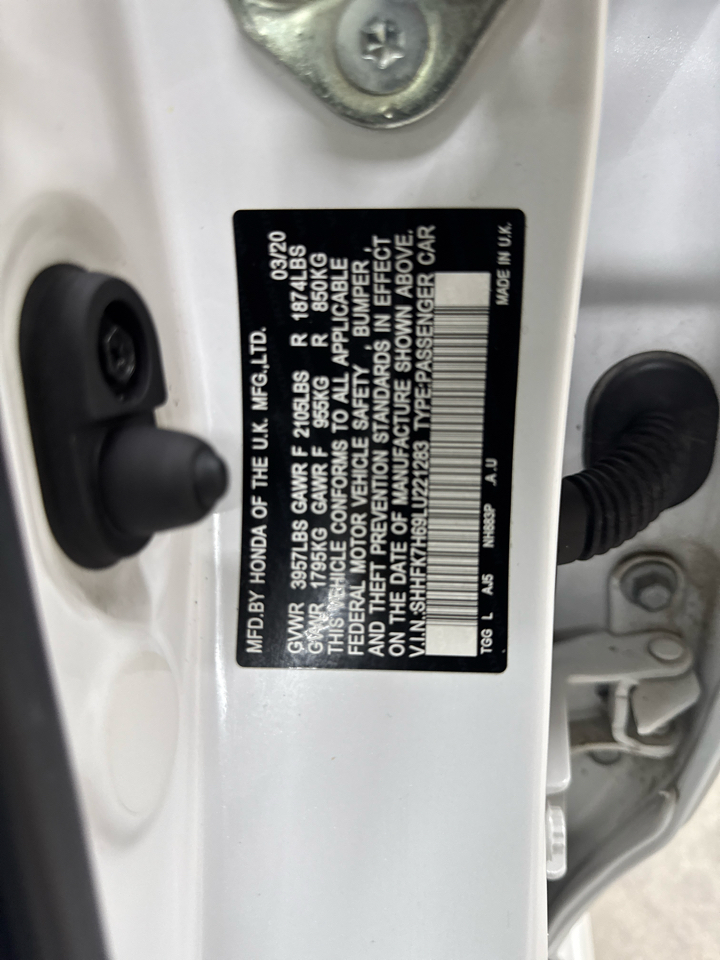 MFD.BY HONDA OF THE U.K. MFG.,LTD.
03/20
GVWR 3957LBS GAWR F 2105LBS R 1874LBS
GVWR 1795KG GAWR F 955KG R 850KG
THIS VEHICLE CONFORMS TO ALL APPLICABLE
FEDERAL MOTOR VEHICLE SAFETY , BUMPER ,
AND THEFT PREVENTION STANDARDS IN EFFECT
ON THE DATE OF MANUFACTURE SHOWN ABOVE.
V.I.N.:SHHFK7H69LU221283 TYPE:PASSENGER CAR
TGG L AJ5 NH883P .A .U
MADE IN U.K.